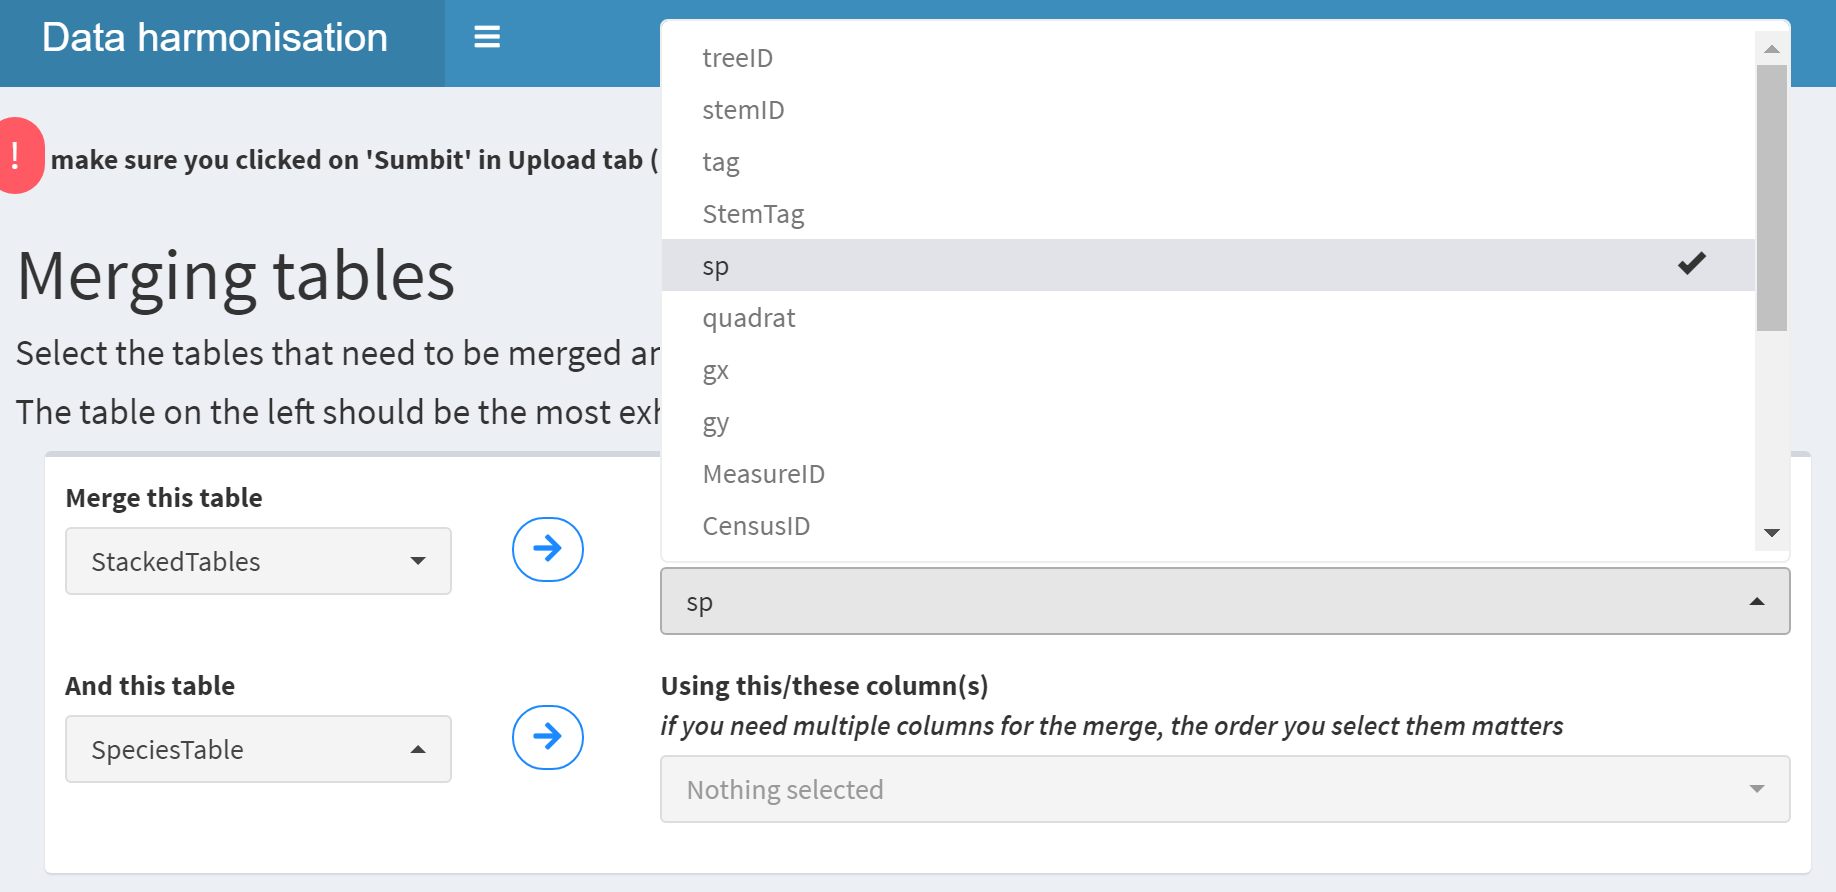 Data harmonisation
! make sure you clicked on 'Sumbit' in Upload tab (
Merging tables
Select the tables that need to be merged
The table on the left should be the most
treeID
stemID
tag
StemTag
sp
quadrat
gx
gy
MeasureID
CensusID
Merge this table
StackedTables
sp
And this table
SpeciesTable
Using this/these column(s)
if you need multiple columns for the merge, the order you select them matters
Nothing selected